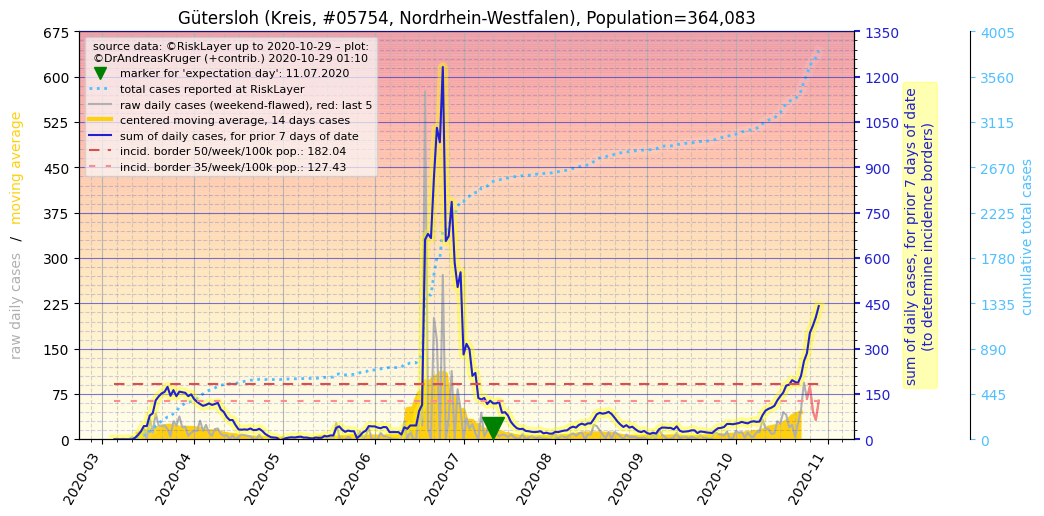 Gütersloh (Kreis, #05754, Nordrhein-Westfalen), Population=364,083
source data: ©RiskLayer up to 2020-10-29 – plot:
©DrAndreasKruger (+contrib.) 2020-10-29 01:10
marker for 'expectation day': 11.07.2020
total cases reported at RiskLayer
raw daily cases (weekend-flawed), red: last 5
centered moving average, 14 days cases
sum of daily cases, for prior 7 days of date
incid. border 50/week/100k pop.: 182.04
incid. border 35/week/100k pop.: 127.43
raw daily cases / moving average
675
600
525
450
375
300
225
150
75
0
1350
1200
1050
900
750
600
450
300
150
0
sum of daily cases, for prior 7 days of date
(to determine incidence borders)
4005
3560
3115
2670
2225
1780
1335
890
445
0
cumulative total cases
2020-03
2020-04
2020-05
2020-06
2020-07
2020-08
2020-09
2020-10
2020-11